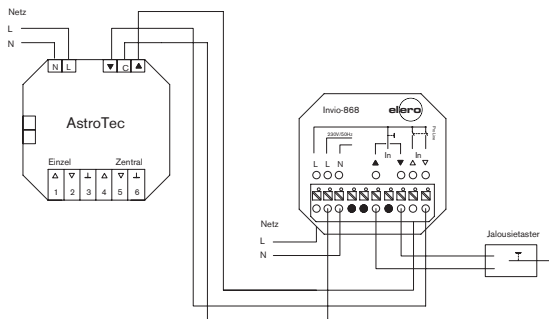 Netz
L
N
N L
C
AstroTec
Einzel Zentral
1 2 3 4 5 6
Invio-868
elero
230V/50Hz
L L N
In In
Netz
L
N
Jalousietaster